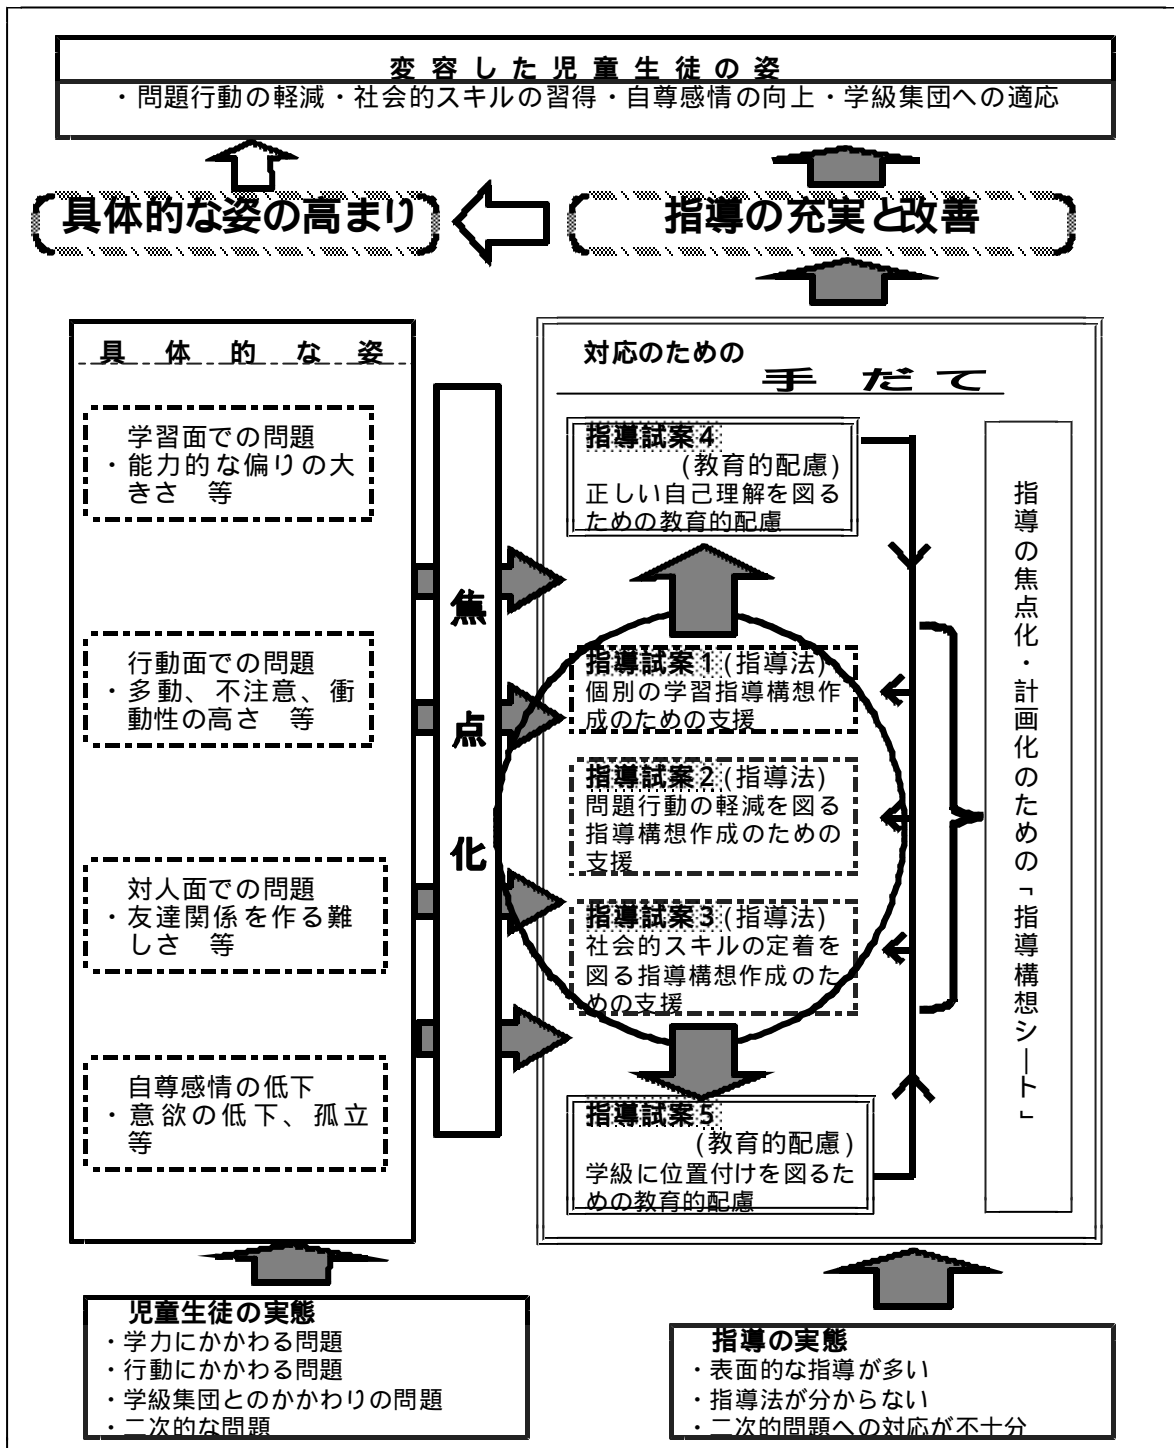 変容した児童生徒の姿
・問題行動の軽減・社会的スキルの習得・自尊感情の向上・学級集団への適応
具体的な姿の高まり
指導の充実と改善
具体的な姿
学習面での問題
・能力的な偏りの大
きさ 等
行動面での問題
・多動、不注意、衝
動性の高さ 等
対人面での問題
・友達関係を作る難
しさ 等
自尊感情の低下
・意欲の低下、孤立
等
焦点化
対応のための
手だて
指導試案4
(教育的配慮)
正しい自己理解を図る
ための教育的配慮
指導試案1(指導法)
個別の学習指導構想作
成のための支援
指導試案2(指導法)
問題行動の軽減を図る
指導構想作成のための
支援
指導試案3(指導法)
社会的スキルの定着を
図る指導構想作成のた
めの支援
指導試案5
(教育的配慮)
学級に位置付けを図るた
めの教育的配慮
指導の焦点化・計画化のための「指導構想シート」
児童生徒の実態
・学力にかかわる問題
・行動にかかわる問題
・学級集団とのかかわりの問題
・二次的な問題
指導の実態
・表面的な指導が多い
・指導法が分からない
・二次的問題への対応が不十分